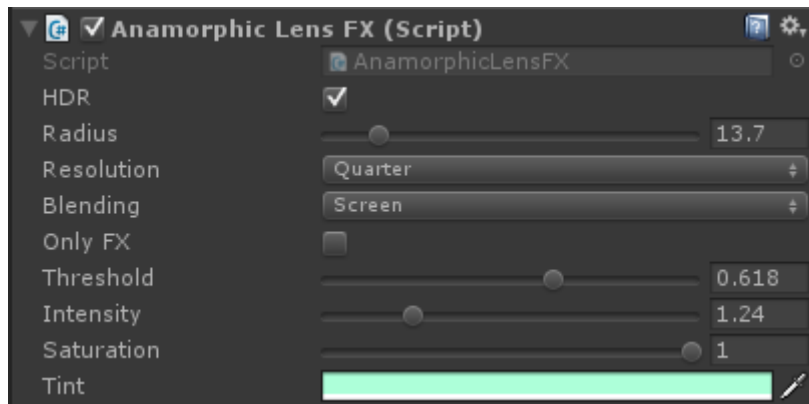 Anamorphic Lens FX (Script)
Script AnamorphicLensFX
HDR
Radius 13.7
Resolution Quarter
Blending Screen
Only FX
Threshold 0.618
Intensity 1.24
Saturation 1
Tint